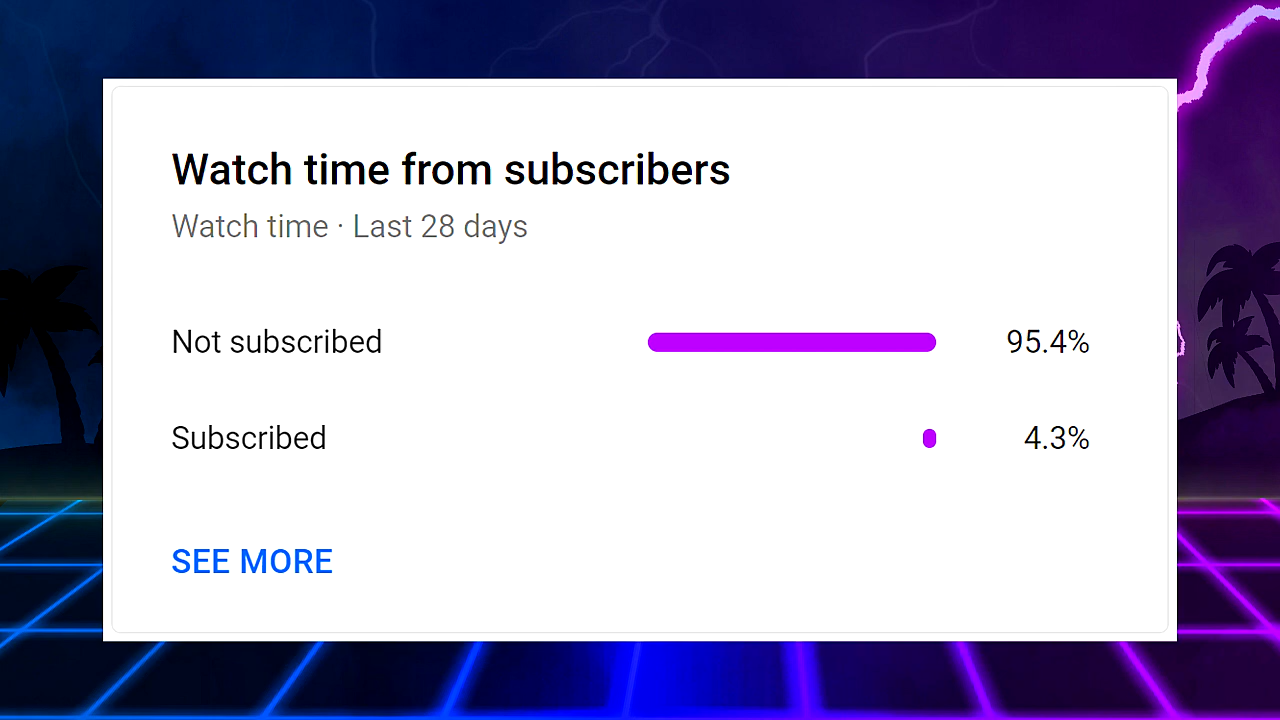 Watch time from subscribers
Watch time · Last 28 days
Not subscribed 95.4%
Subscribed 4.3%
SEE MORE